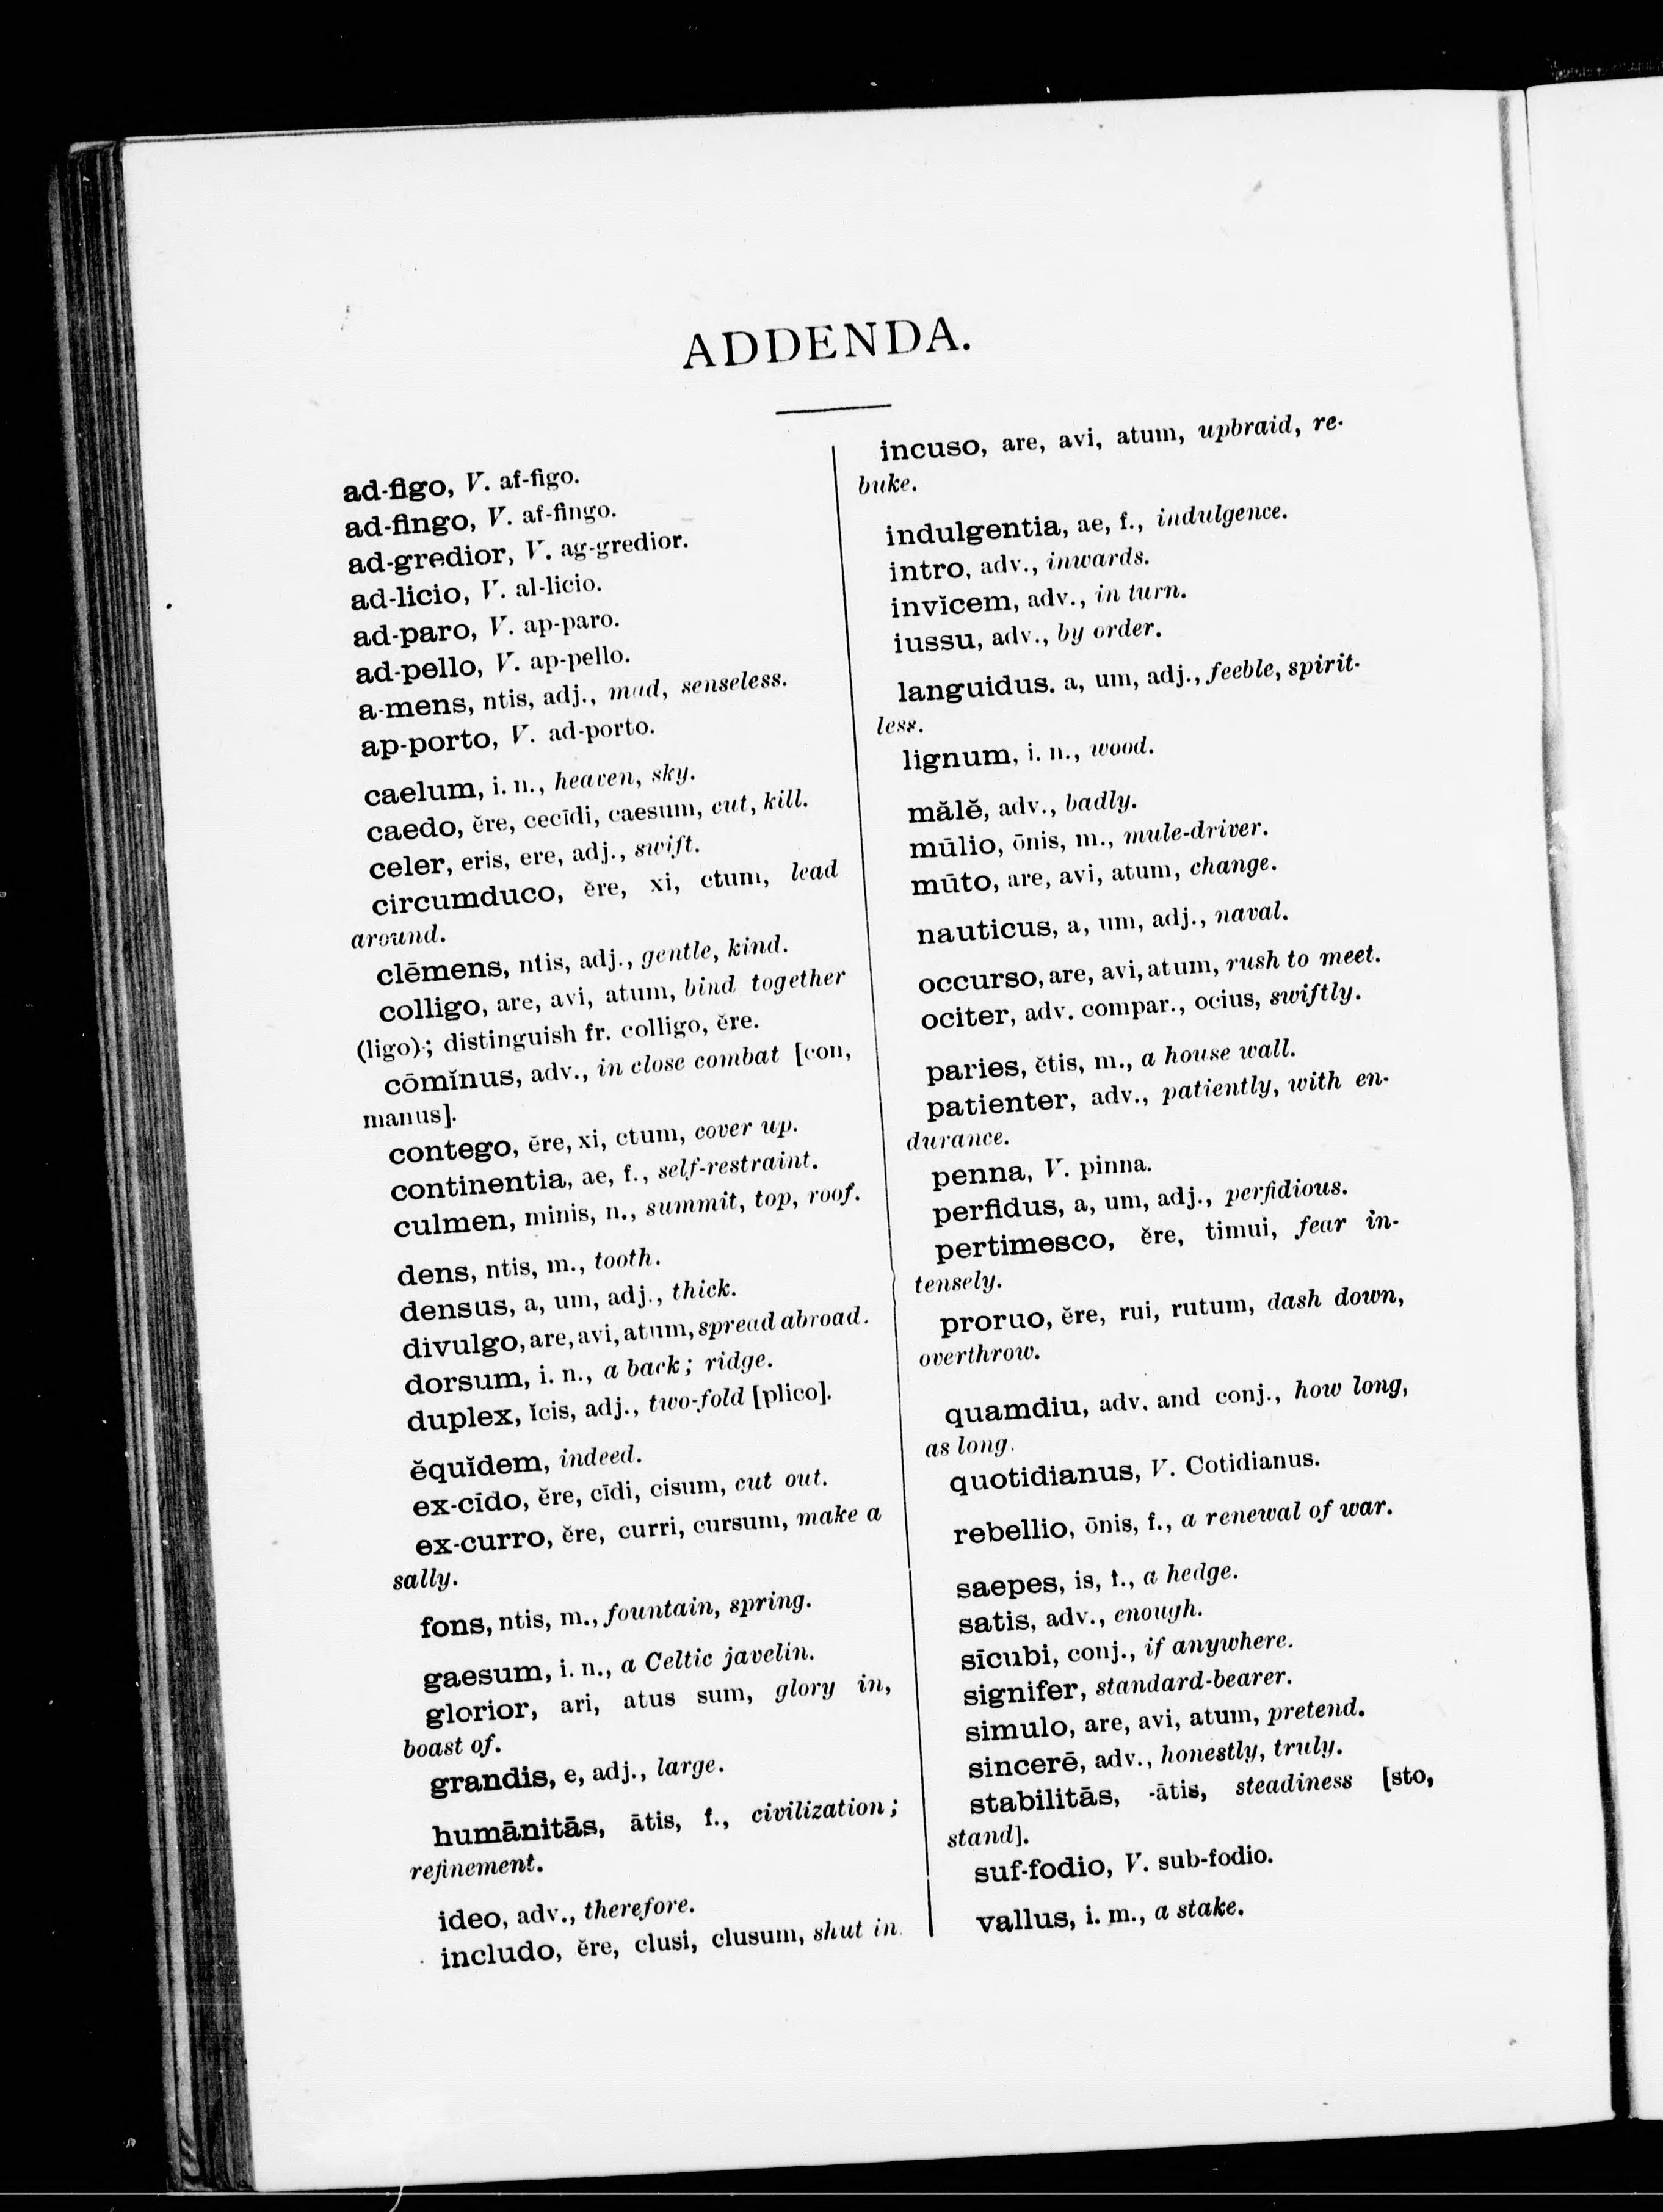 ADDENDA.
ad-figo, V. af-figo.
ad-fingo, V. af-fingo.
ad-gredior, V. ag-gredior.
ad-licio, V. al-licio.
ad-paro, V. ap-paro.
ad-pello, V. ap-pello.
a-mens, ntis, adj., mad, senseless.
ap-porto, V. ad-porto.
caelum, i. n., heaven, sky.
caedo, ĕre, cecīdi, caesum, cut, kill.
celer, eris, ere, adj., swift.
circumduco, ĕre, xi, ctum, lead
around.
clēmens, ntis, adj., gentle, kind.
colligo, are, avi, atum, bind together
(ligo); distinguish fr. colligo, ĕre.
cōmĭnus, adv., in close combat [con,
manus].
contego, ĕre, xi, ctum, cover up.
continentia, ae, f., self-restraint.
culmen, minis, n., summit, top, roof.
dens, ntis, m., tooth.
densus, a, um, adj., thick.
divulgo, are, avi, atum, spread abroad.
dorsum, i. n., a back; ridge.
duplex, ĭcis, adj., two-fold [plico].
ĕquĭdem, indeed.
ex-cīdo, ĕre, cīdi, cisum, cut out.
ex-curro, ĕre, curri, cursum, make a
sally.
fons, ntis, m., fountain, spring.
gaesum, i. n., a Celtic javelin.
glorior, ari, atus sum, glory in,
boast of.
grandis, e, adj., large.
humānitās, ātis, f., civilization;
refinement.
ideo, adv., therefore.
includo, ĕre, clusi, clusum, shut in.
incuso, are, avi, atum, upbraid, re-
buke.
indulgentia, ae, f., indulgence.
intro, adv., inwards.
invĭcem, adv., in turn.
iussu, adv., by order.
languidus. a, um, adj., feeble, spirit-
less.
lignum, i. n., wood.
mălĕ, adv., badly.
mūlio, ōnis, m., mule-driver.
mūto, are, avi, atum, change.
nauticus, a, um, adj., naval.
occurso, are, avi, atum, rush to meet.
ociter, adv. compar., ocius, swiftly.
paries, ĕtis, m., a house wall.
patienter, adv., patiently, with en-
durance.
penna, V. pinna.
perfidus, a, um, adj., perfidious.
pertimesco, ĕre, timui, fear in-
tensely.
proruo, ĕre, rui, rutum, dash down,
overthrow.
quamdiu, adv. and conj., how long,
as long.
quotidianus, V. Cotidianus.
rebellio, ōnis, f., a renewal of war.
saepes, is, f., a hedge.
satis, adv., enough.
sīcubi, conj., if anywhere.
signifer, standard-bearer.
simulo, are, avi, atum, pretend.
sincerē, adv., honestly, truly.
stabilitās, -ātis, steadiness [sto,
stand].
suf-fodio, V. sub-fodio.
vallus, i. m., a stake.